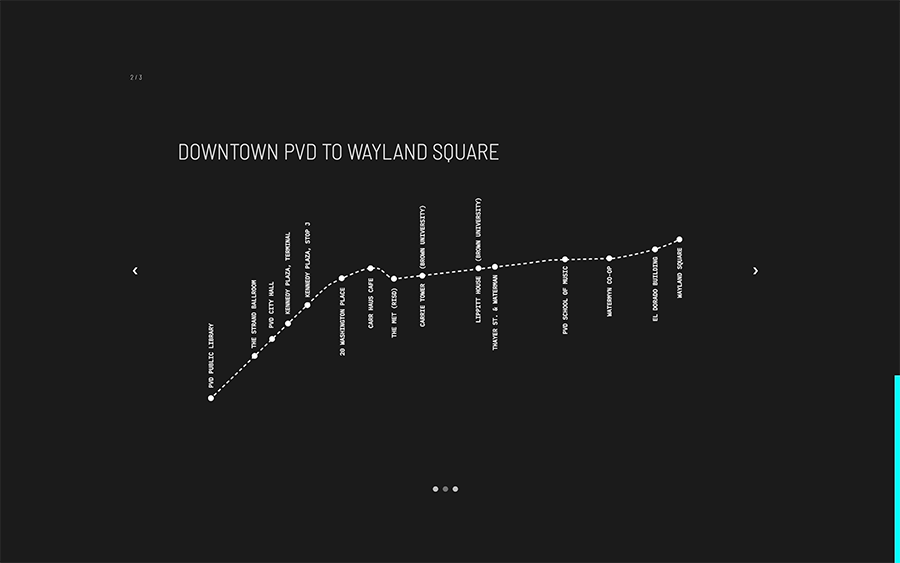 2 / 3
DOWNTOWN PVD TO WAYLAND SQUARE
PVD PUBLIC LIBRARY
THE STRAND BALLROOM
PVD CITY HALL
KENNEDY PLAZA, TERMINAL
KENNEDY PLAZA, STOP 3
20 WASHINGTON PLACE
CARR HAUS CAFE
THE MET (RISD)
CARRIE TOWER (BROWN UNIVERSITY)
LIPPITT HOUSE (BROWN UNIVERSITY)
THAYER ST. & WATERMAN
PVD SCHOOL OF MUSIC
WATERMYN CO-OP
EL DORADO BUILDING
WAYLAND SQUARE